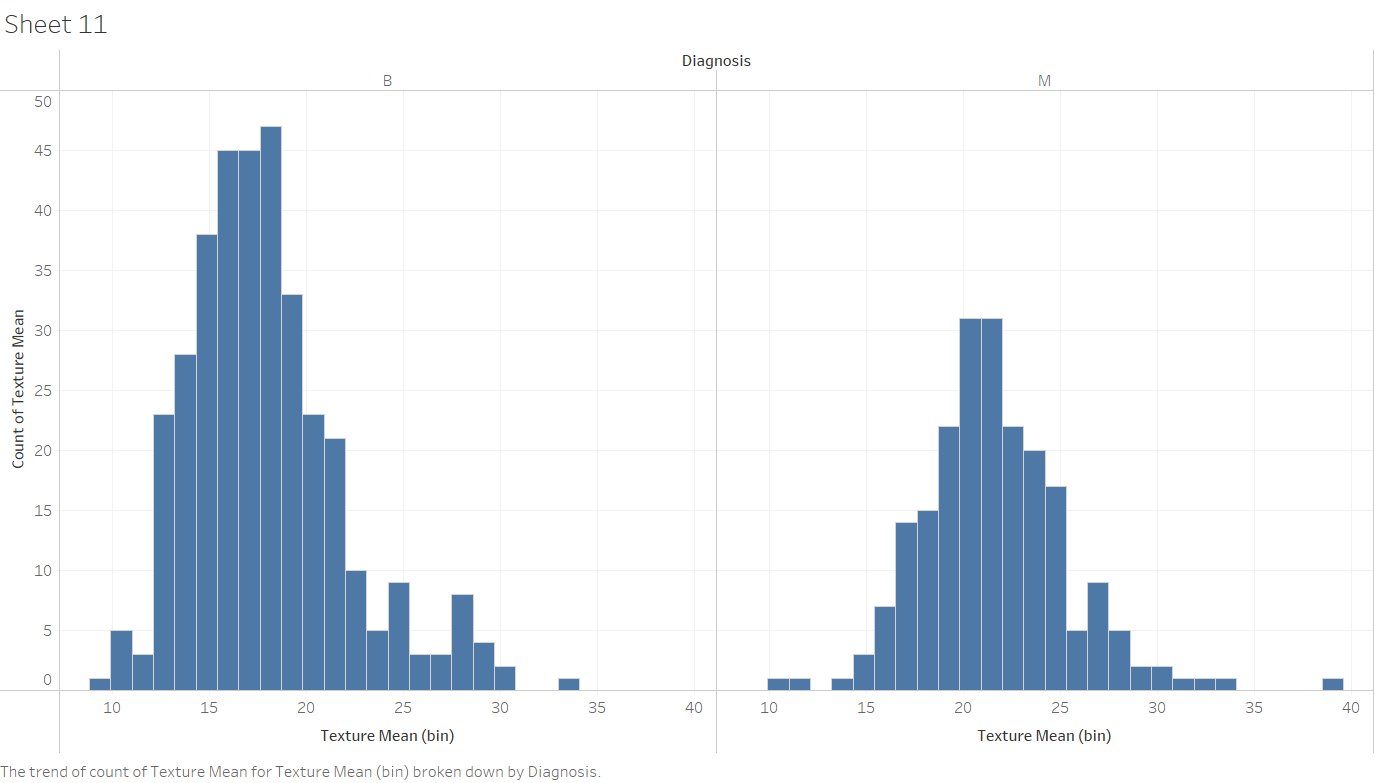 Sheet 11
Diagnosis
B M
50
45
40
35
30
25
20
15
10
5
0
Count of Texture Mean
10 15 20 25 30 35 40 10 15 20 25 30 35 40
Texture Mean (bin) Texture Mean (bin)
The trend of count of Texture Mean for Texture Mean (bin) broken down by Diagnosis.